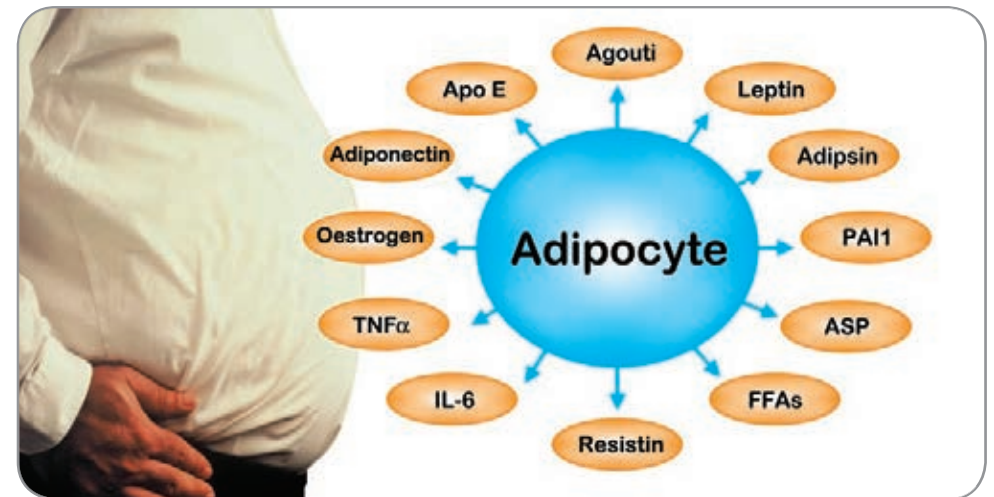 Agouti
Apo E
Leptin
Adiponectin
Adipsin
Oestrogen
PAI1
Adipocyte
TNFα
ASP
IL-6
FFAs
Resistin